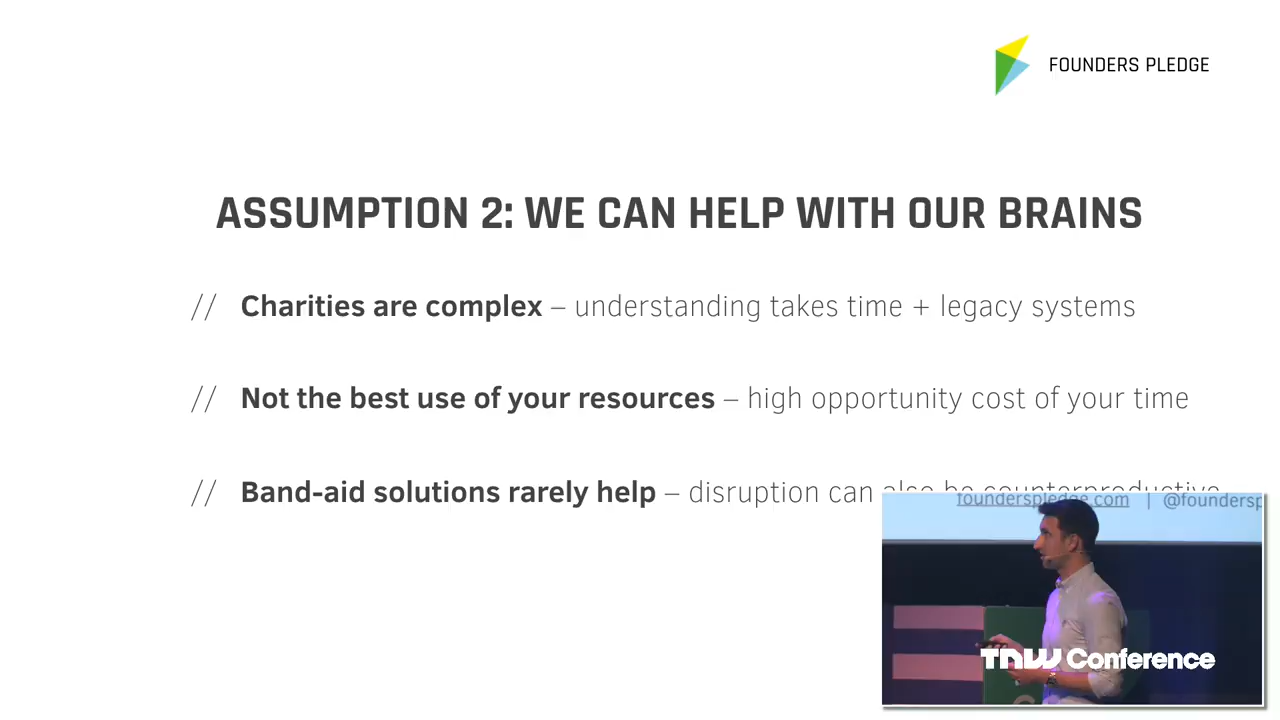 FOUNDERS PLEDGE
ASSUMPTION 2: WE CAN HELP WITH OUR BRAINS
// Charities are complex – understanding takes time + legacy systems
// Not the best use of your resources – high opportunity cost of your time
// Band-aid solutions rarely help – disruption can also be counterproductive
founderspledge.com | @foundersp
TNW Conference